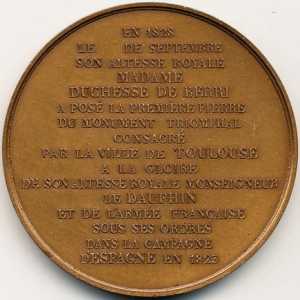 EN 1828
LE DE SEPTEMBRE
SON ALTESSE ROYALE
MADAME
DUCHESSE DE BERRI
A POSÉ LA PREMIÈRE PIERRE
DU MONUMENT TRIOMPHAL
CONSACRÉ
PAR LA VILLE DE TOULOUSE
A LA GLOIRE
DE SON ALTESSE ROYALE MONSEIGNEUR
LE DAUPHIN
ET DE L'ARMÉE FRANÇAISE
SOUS SES ORDRES
DANS LA CAMPAGNE
D'ESPAGNE EN 1823